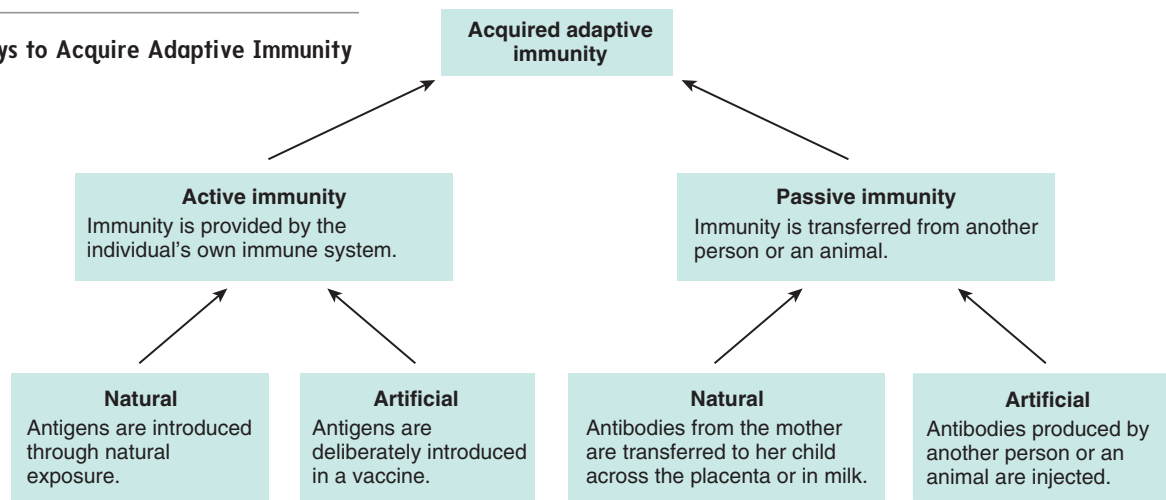 to Acquire Adaptive Immunity
Acquired adaptive
immunity
Active immunity
Immunity is provided by the
individual's own immune system.
Passive immunity
Immunity is transferred from another
person or an animal.
Natural
Antigens are introduced
through natural
exposure.
Artificial
Antigens are
deliberately introduced
in a vaccine.
Natural
Antibodies from the mother
are transferred to her child
across the placenta or in milk.
Artificial
Antibodies produced by
another person or an
animal are injected.